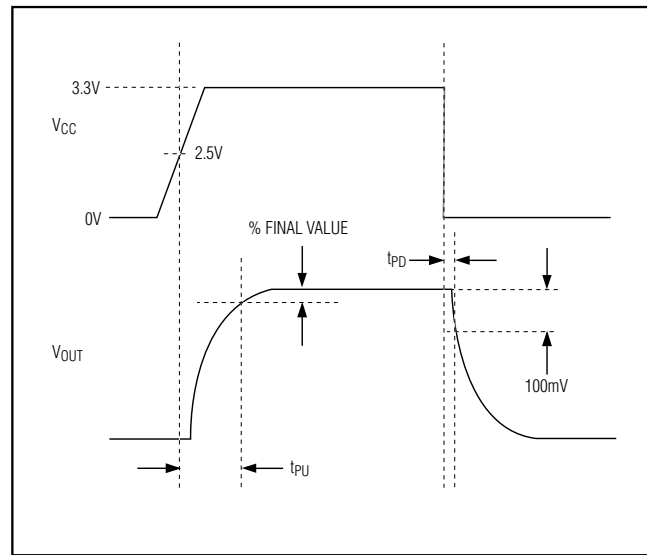 3.3V
VCC
2.5V
0V
% FINAL VALUE
tPD
VOUT
100mV
tPU